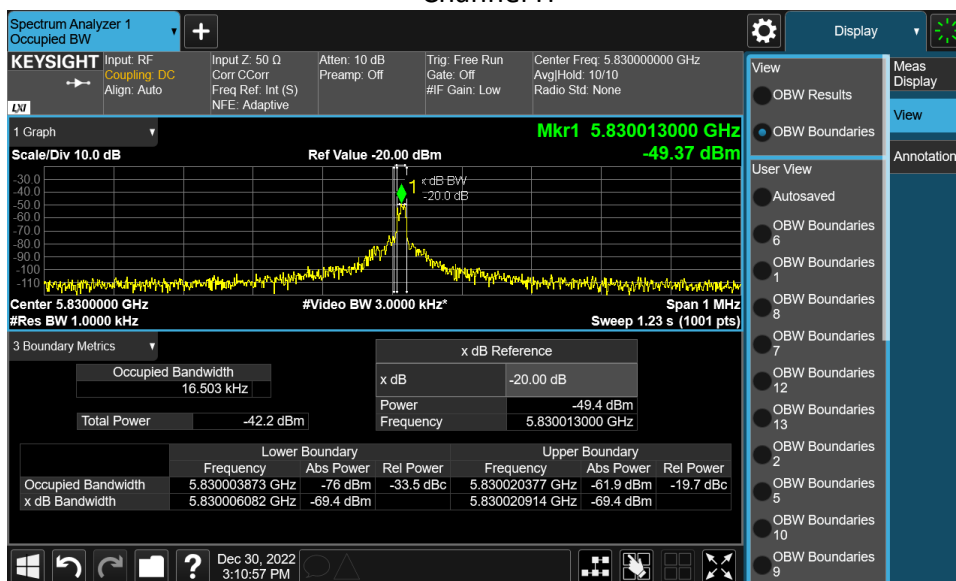 Spectrum Analyzer 1
Occupied BW
+
Display
KEYSIGHT
Input: RF
Coupling: DC
Align: Auto
Input Z: 50 Ω
Corr CCorr
Freq Ref: Int (S)
NFE: Adaptive
Atten: 10 dB
Preamp: Off
Trig: Free Run
Gate: Off
#IF Gain: Low
Center Freq: 5.830000000 GHz
Avg|Hold: 10/10
Radio Std: None
LXI
1 Graph
Mkr1 5.830013000 GHz
Scale/Div 10.0 dB
Ref Value -20.00 dBm
-49.37 dBm
1
x dB BW
-20.0 dB
-30.0
-40.0
-50.0
-60.0
-70.0
-80.0
-90.0
-100
-110
Center 5.8300000 GHz
#Video BW 3.0000 kHz*
Span 1 MHz
#Res BW 1.0000 kHz
Sweep 1.23 s (1001 pts)
3 Boundary Metrics
Occupied Bandwidth
16.503 kHz
Total Power -42.2 dBm
x dB Reference
x dB -20.00 dB
Power -49.4 dBm
Frequency 5.830013000 GHz
Lower Boundary Upper Boundary
Frequency Abs Power Rel Power Frequency Abs Power Rel Power
Occupied Bandwidth 5.830003873 GHz -76 dBm -33.5 dBc 5.830020377 GHz -61.9 dBm -19.7 dBc
x dB Bandwidth 5.830006082 GHz -69.4 dBm 5.830020914 GHz -69.4 dBm
?
Dec 30, 2022
3:10:57 PM
View
OBW Results
OBW Boundaries
User View
Autosaved
OBW Boundaries
6
OBW Boundaries
1
OBW Boundaries
8
OBW Boundaries
7
OBW Boundaries
12
OBW Boundaries
13
OBW Boundaries
2
OBW Boundaries
5
OBW Boundaries
10
OBW Boundaries
9
Meas
Display
View
Annotation